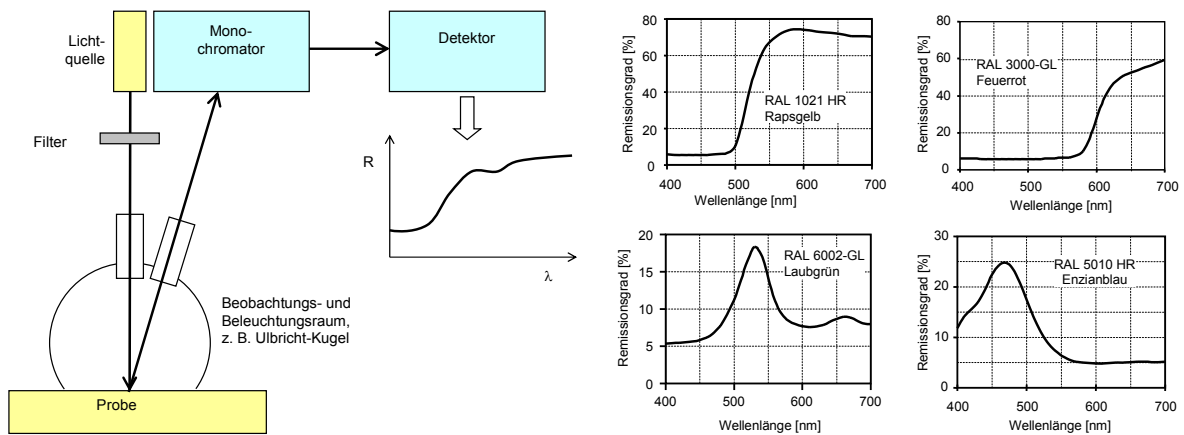 Licht-
quelle
Mono-
chromator
Detektor
Filter
R
λ
Beobachtungs- und
Beleuchtungsraum,
z. B. Ulbricht-Kugel
Probe
Remissionsgrad [%]
80
60
40
20
0
RAL 1021 HR
Rapsgelb
400 500 600 700
Wellenlänge [nm]
Remissionsgrad [%]
80
60
40
20
0
RAL 3000-GL
Feuerrot
400 500 600 700
Wellenlänge [nm]
Remissionsgrad [%]
20
15
10
5
0
RAL 6002-GL
Laubgrün
400 500 600 700
Wellenlänge [nm]
Remissionsgrad [%]
30
20
10
0
RAL 5010 HR
Enzianblau
400 500 600 700
Wellenlänge [nm]